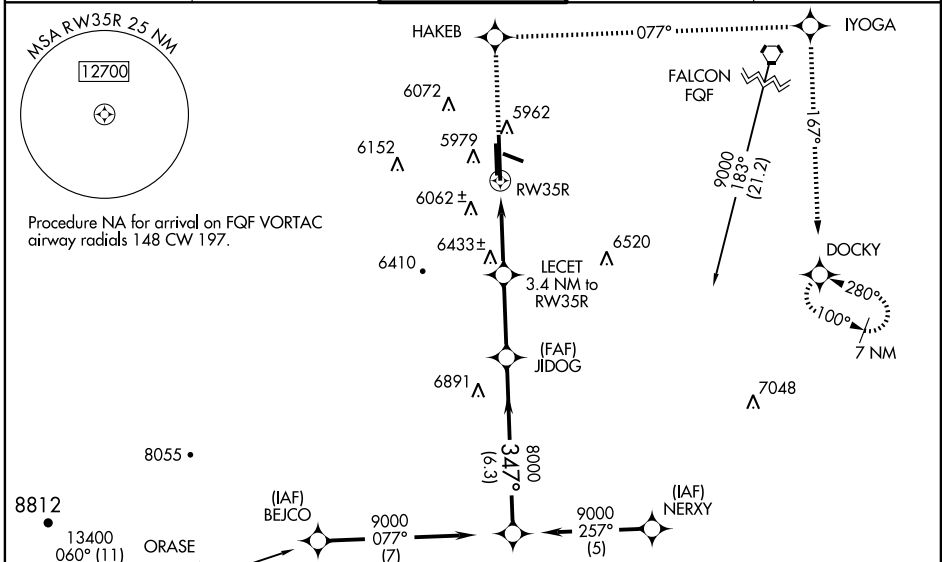 MSA RW35R 25 NM
12700
Procedure NA for arrival on FQF VORTAC
airway radials 148 CW 197.
HAKEB
077°
IYOGA
FALCON
FQF
6072
5962
5979
6152
RW35R
6062 ±
9000
183°
(21.2)
167°
6433±
6520
6410
LECET
3.4 NM to
RW35R
DOCKY
280°
100°
7 NM
(FAF)
JIDOG
6891
7048
8055
8000
347°
(6.3)
8812
13400
060° (11)
ORASE
(IAF)
BEJCO
9000
077°
(7)
9000
257°
(5)
(IAF)
NERXY